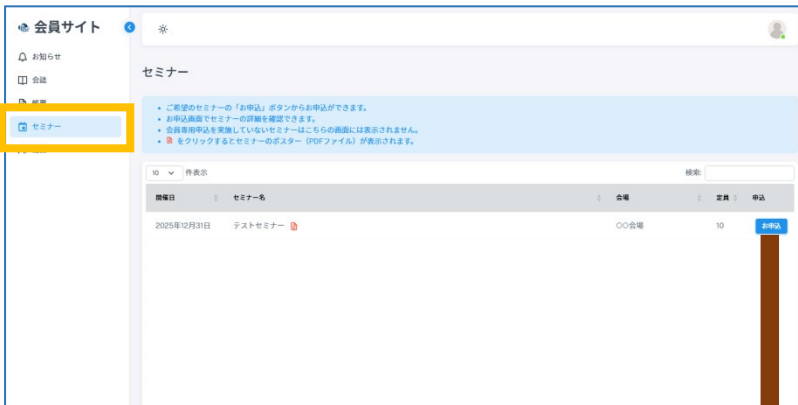 会員サイト
お知らせ
会誌
セミナー
セミナー
・ご希望のセミナーの「お申込」ボタンからお申込ができます。
・お申込画面でセミナーの詳細を確認できます。
・会員専用申込を実施していないセミナーはこちらの画面には表示されません。
・ をクリックするとセミナーのポスター（PDFファイル）が表示されます。
10 件表示 検索:
開催日 セミナー名 会場 定員 申込
2025年12月31日 テストセミナー 〇〇会場 10 お申込